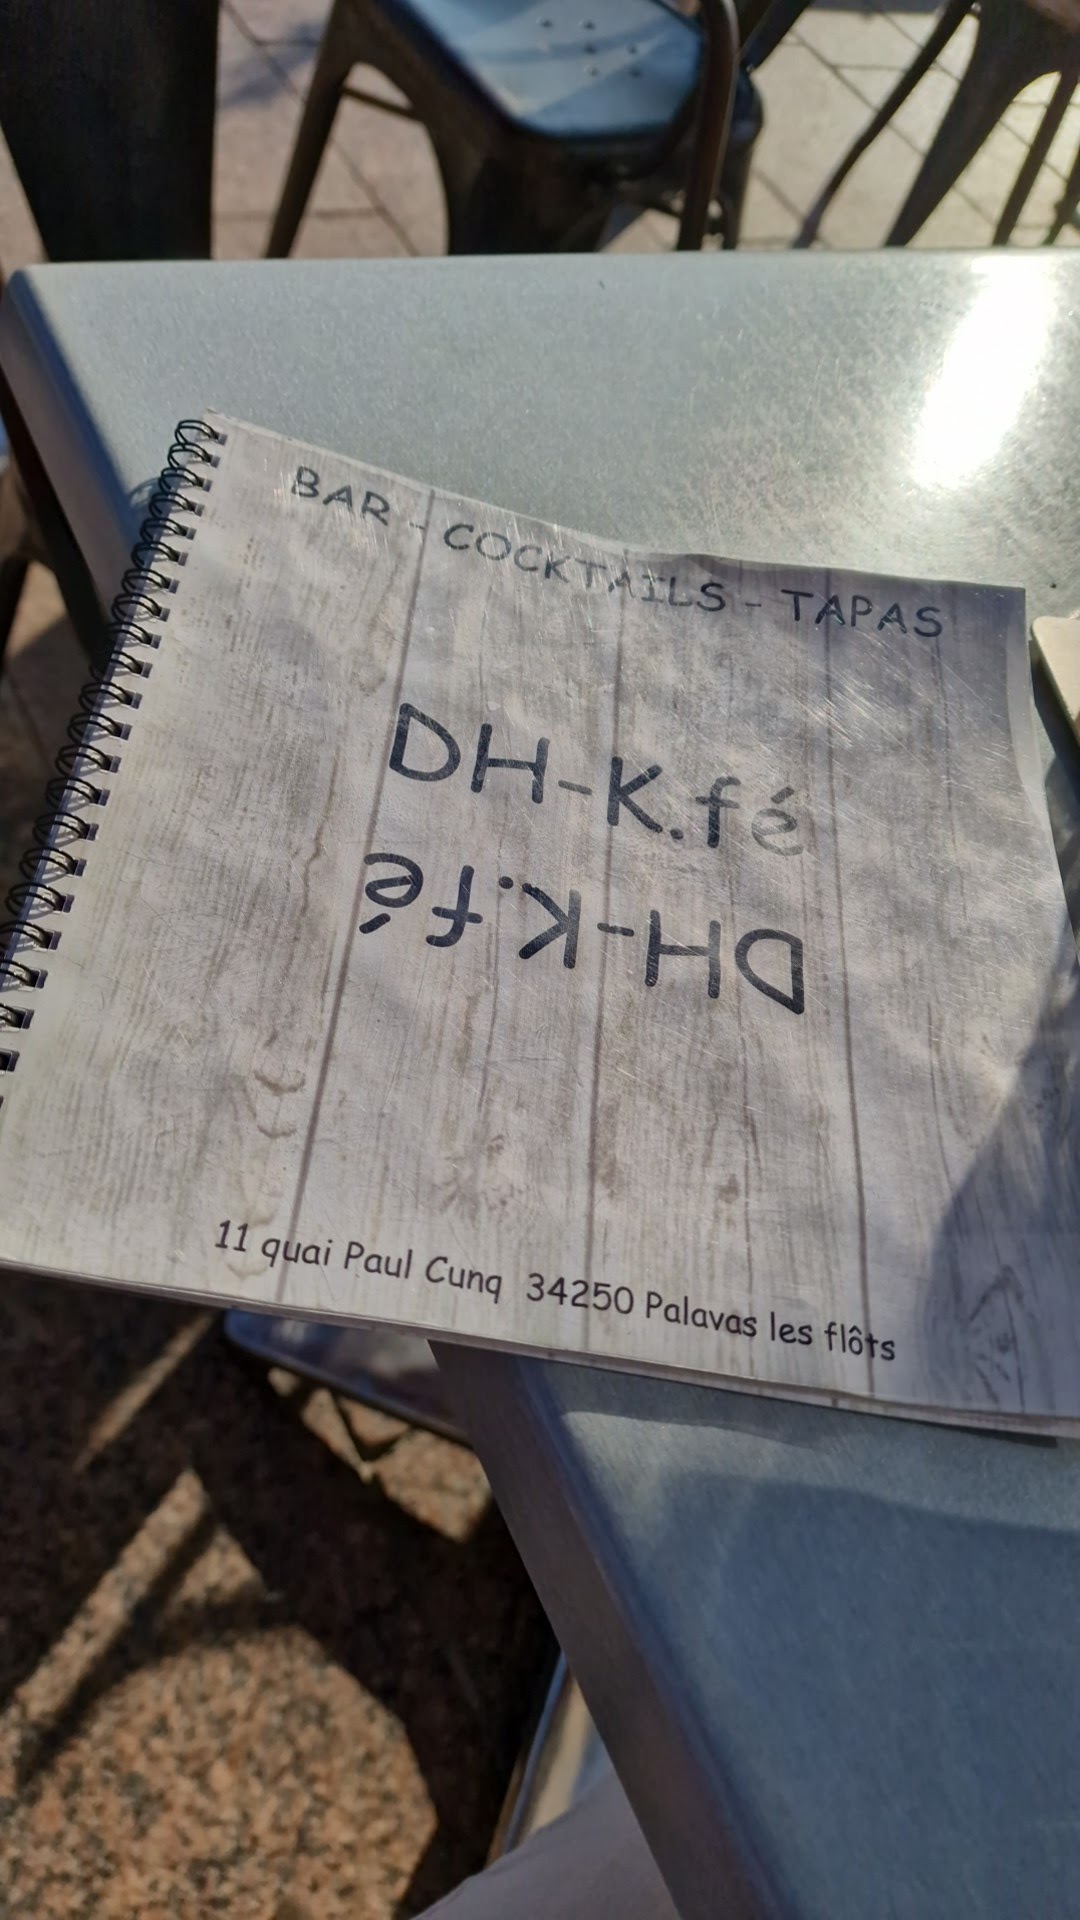 BAR - COCKTAILS - TAPAS
DH-K.fé
DH-K.fé
11 quai Paul Cunq 34250 Palavas les flôts